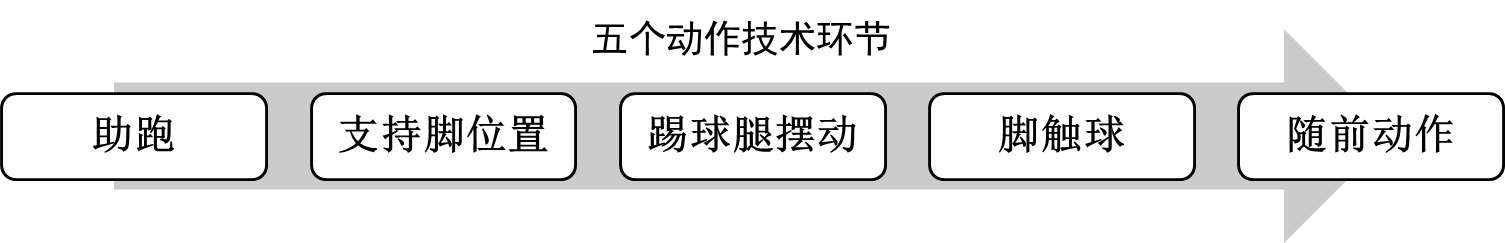 五个动作技术环节
助跑
支持脚位置
踢球腿摆动
脚触球
随前动作